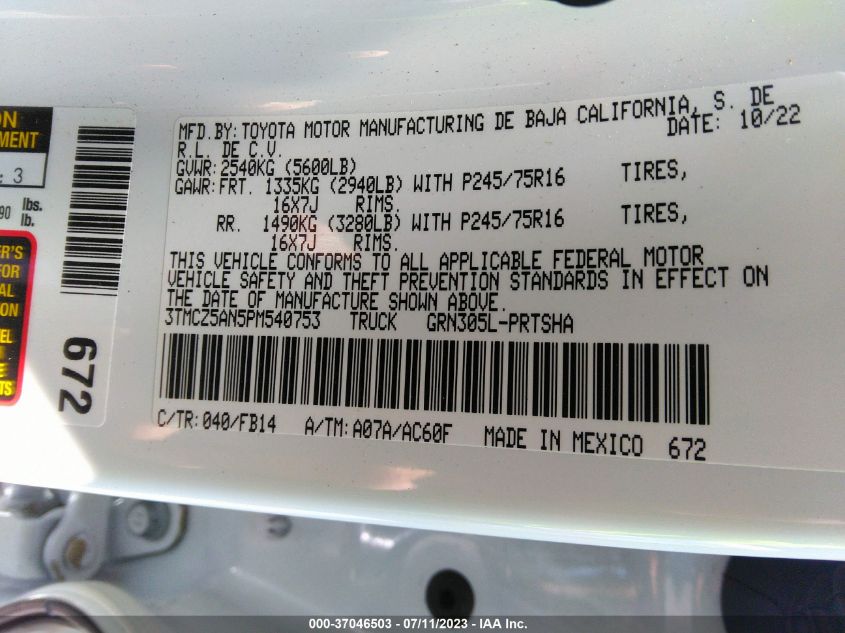 MFD.BY:TOYOTA MOTOR MANUFACTURING DE BAJA CALIFORNIA, S. DE
R.L. DE C.V. DATE: 10/22
GVWR:2540KG (5600LB)
GAWR:FRT. 1335KG (2940LB) WITH P245/75R16 TIRES,
16X7J RIMS.
RR. 1490KG (3280LB) WITH P245/75R16 TIRES,
16X7J RIMS.
THIS VEHICLE CONFORMS TO ALL APPLICABLE FEDERAL MOTOR
VEHICLE SAFETY AND THEFT PREVENTION STANDARDS IN EFFECT ON
THE DATE OF MANUFACTURE SHOWN ABOVE.
3TMCZ5AN5PM540753 TRUCK GRN305L-PRTSHA
C/TR:040/FB14 A/TM:A07A/AC60F MADE IN MEXICO 672
: 3
90 lbs.
lb.
672
000-37046503 - 07/11/2023 - IAA Inc.